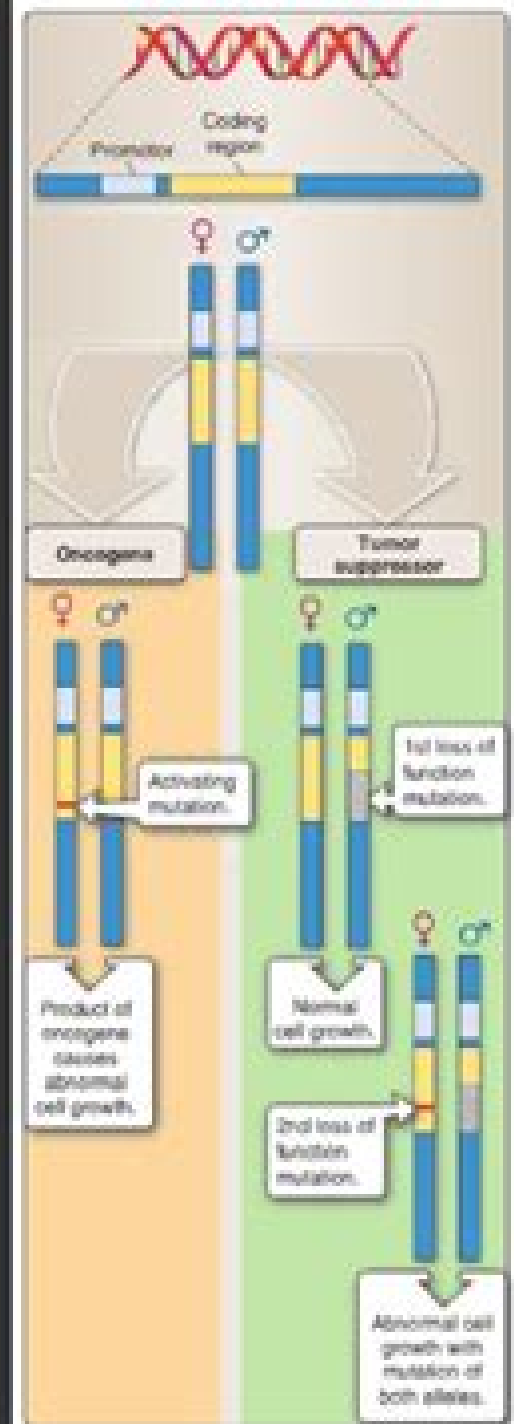 Coding
region
Promotor
♀ ♂
Oncogene
Tumor
suppressor
♀ ♂
Activating
mutation.
Product of
oncogene
causes
abnormal
cell growth.
♀ ♂
1st loss of
function
mutation.
Normal
cell growth.
♀ ♂
2nd loss of
function
mutation.
Abnormal cell
growth with
mutation of
both alleles.